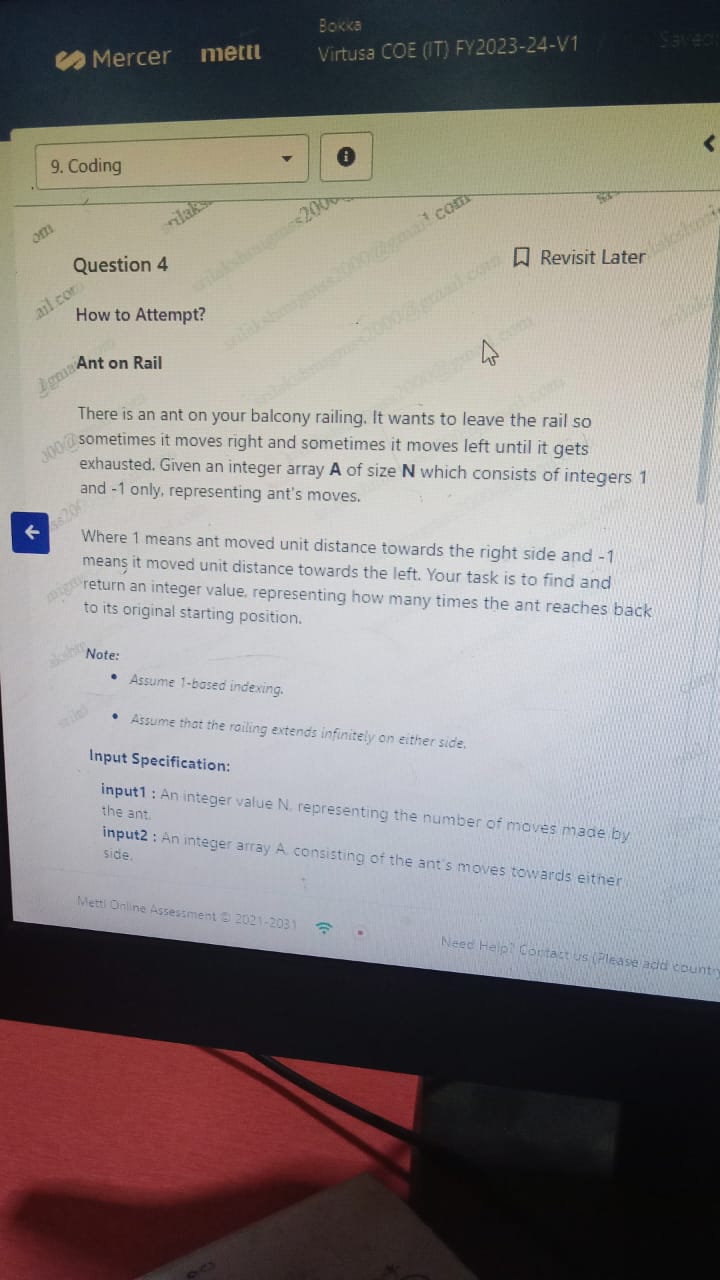 Bokka
Mercer mettl Virtusa COE (IT) FY2023-24-V1
Saved
9. Coding
Question 4
Revisit Later
How to Attempt?
Ant on Rail
There is an ant on your balcony railing. It wants to leave the rail so
sometimes it moves right and sometimes it moves left until it gets
exhausted. Given an integer array A of size N which consists of integers 1
and -1 only, representing ant's moves.
Where 1 means ant moved unit distance towards the right side and -1
means it moved unit distance towards the left. Your task is to find and
return an integer value, representing how many times the ant reaches back
to its original starting position.
Note:
• Assume 1-based indexing.
• Assume that the railing extends infinitely on either side.
Input Specification:
input1 : An integer value N, representing the number of moves made by
the ant.
input2 : An integer array A, consisting of the ant's moves towards either
side.
Mettl Online Assessment © 2021-2031
Need Help? Contact us (Please add country